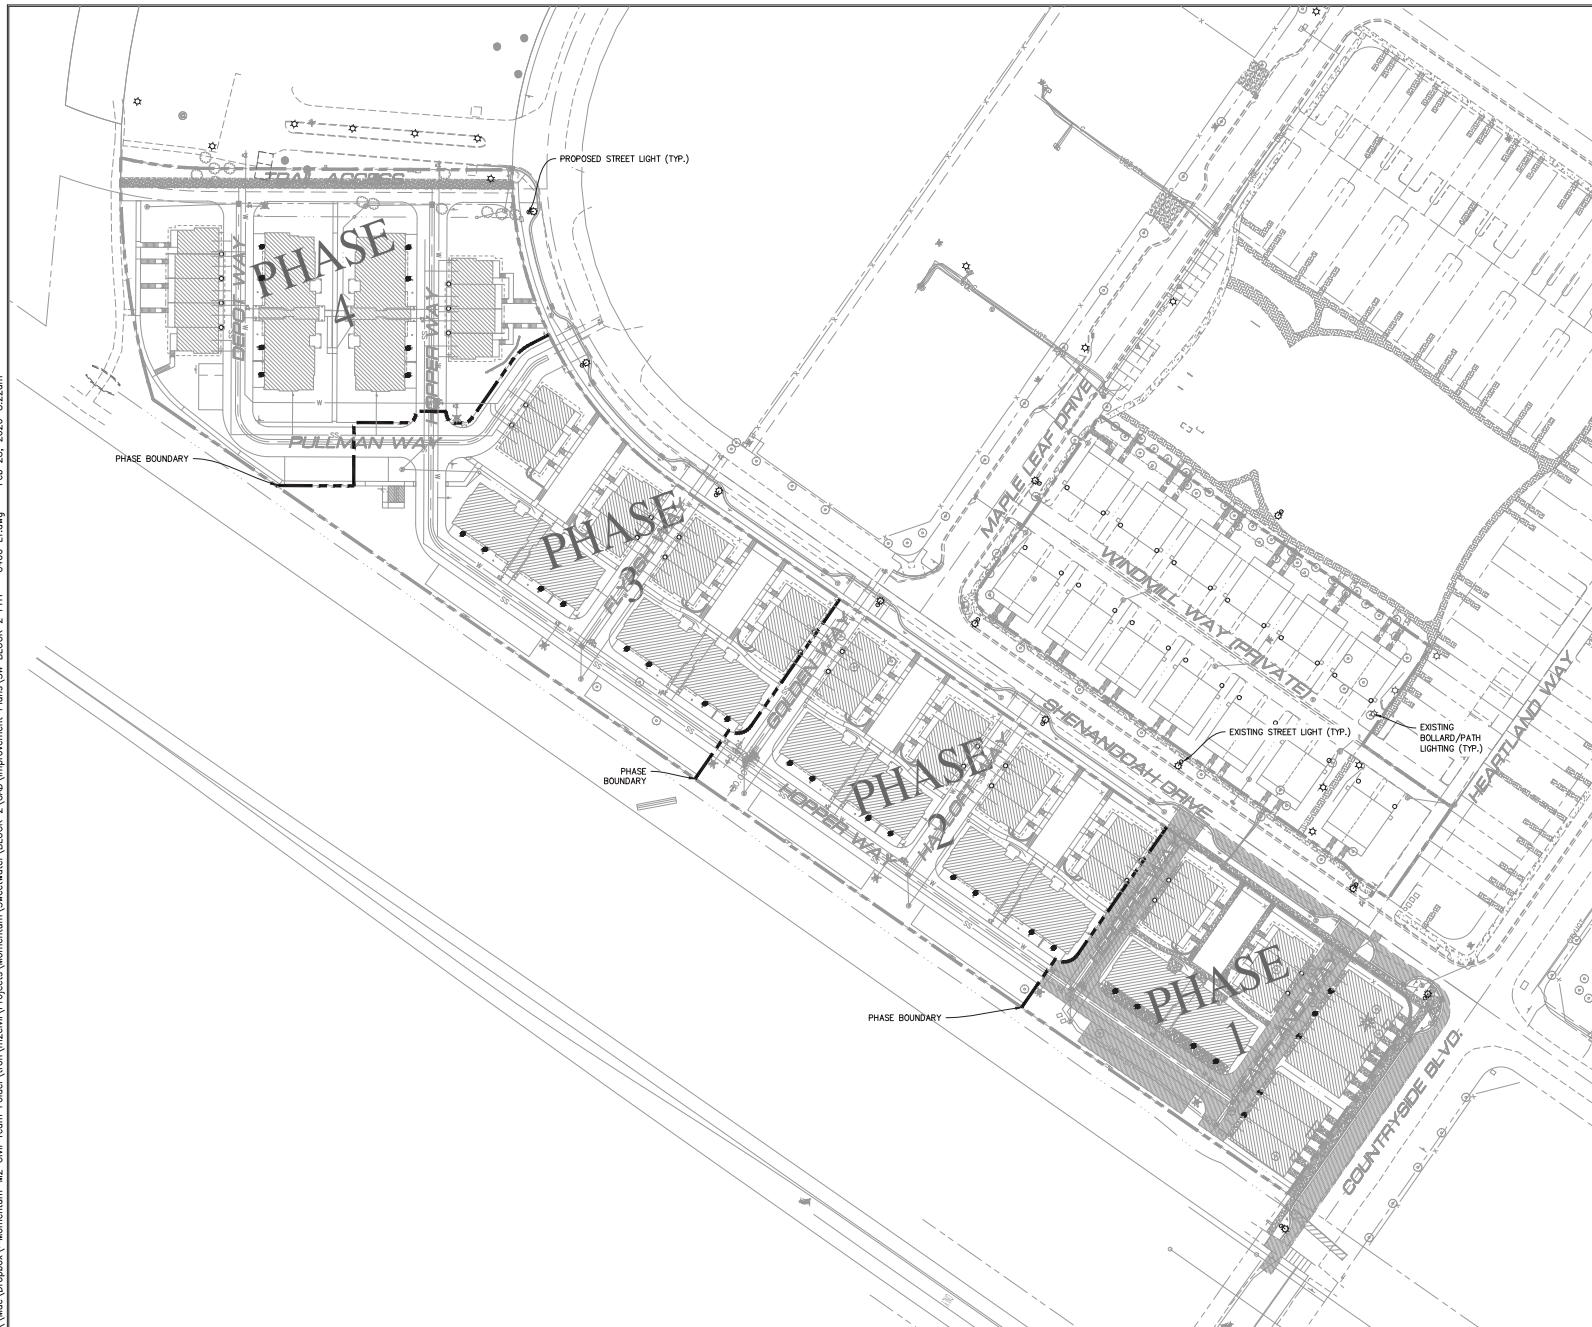 PROPOSED STREET LIGHT (TYP.)
TRAIL ACCESS
PHASE
4
DEPOT WAY
HOPPER WAY
PULLMAN WAY
PHASE BOUNDARY
MAPLE LEAF DRIVE
PHASE
3
WINDMILL WAY (PRIVATE)
GOLDEN WAY
SHENANDOAH DRIVE
EXISTING STREET LIGHT (TYP.)
EXISTING
BOLLARD/PATH
LIGHTING (TYP.)
HEARTLAND WAY
PHASE
BOUNDARY
PHASE
2
HOPPER WAY
PHASE BOUNDARY
PHASE
1
COUNTRYSIDE BLVD.